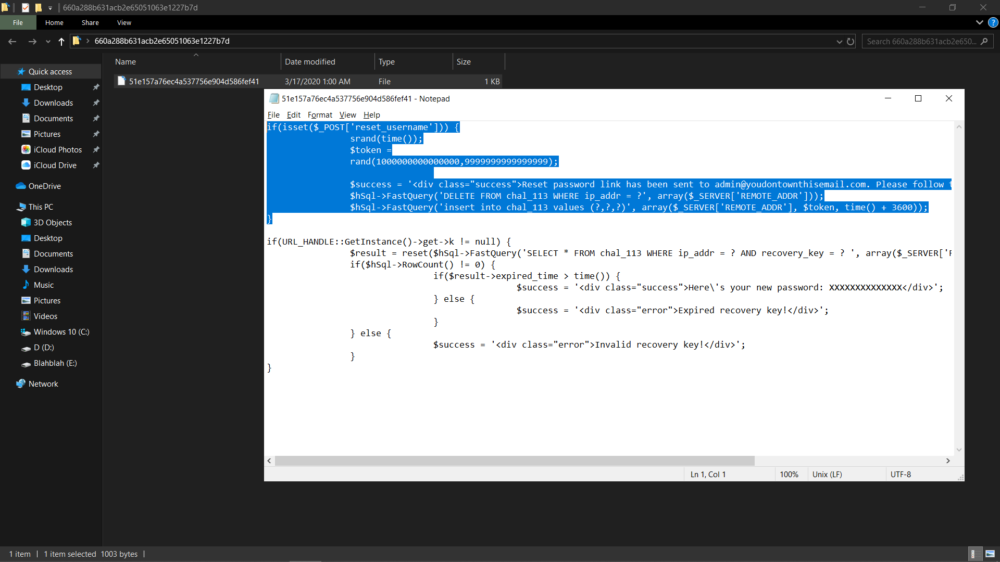 660a288b631acb2e65051063e1227b7d
File Home Share View
660a288b631acb2e65051063e1227b7d
Search 660a288b631acb2e650...
Name Date modified Type Size
51e157a76ec4a537756e904d586fef41 3/17/2020 1:00 AM File 1 KB
Quick access
Desktop
Downloads
Documents
Pictures
iCloud Photos
iCloud Drive
OneDrive
This PC
3D Objects
Desktop
Documents
Downloads
Music
Pictures
Videos
Windows 10 (C:)
D (D:)
Blahblah (E:)
Network
51e157a76ec4a537756e904d586fef41 - Notepad
File Edit Format View Help
if(isset($_POST['reset_username'])) {
srand(time());
$token =
rand(1000000000000000,9999999999999999);
$success = '<div class="success">Reset password link has been sent to admin@youdontownthisemail.com. Please follow t
$hSql->FastQuery('DELETE FROM chal_113 WHERE ip_addr = ?', array($_SERVER['REMOTE_ADDR']));
$hSql->FastQuery('insert into chal_113 values (?,?,?)', array($_SERVER['REMOTE_ADDR'], $token, time() + 3600));
}
if(URL_HANDLE::GetInstance()->get->k != null) {
$result = reset($hSql->FastQuery('SELECT * FROM chal_113 WHERE ip_addr = ? AND recovery_key = ? ', array($_SERVER['R
if($hSql->RowCount() != 0) {
if($result->expired_time > time()) {
$success = '<div class="success">Here\'s your new password: XXXXXXXXXXXXXX</div>';
} else {
$success = '<div class="error">Expired recovery key!</div>';
}
} else {
$success = '<div class="error">Invalid recovery key!</div>';
}
}
Ln 1, Col 1 100% Unix (LF) UTF-8
1 item 1 item selected 1003 bytes